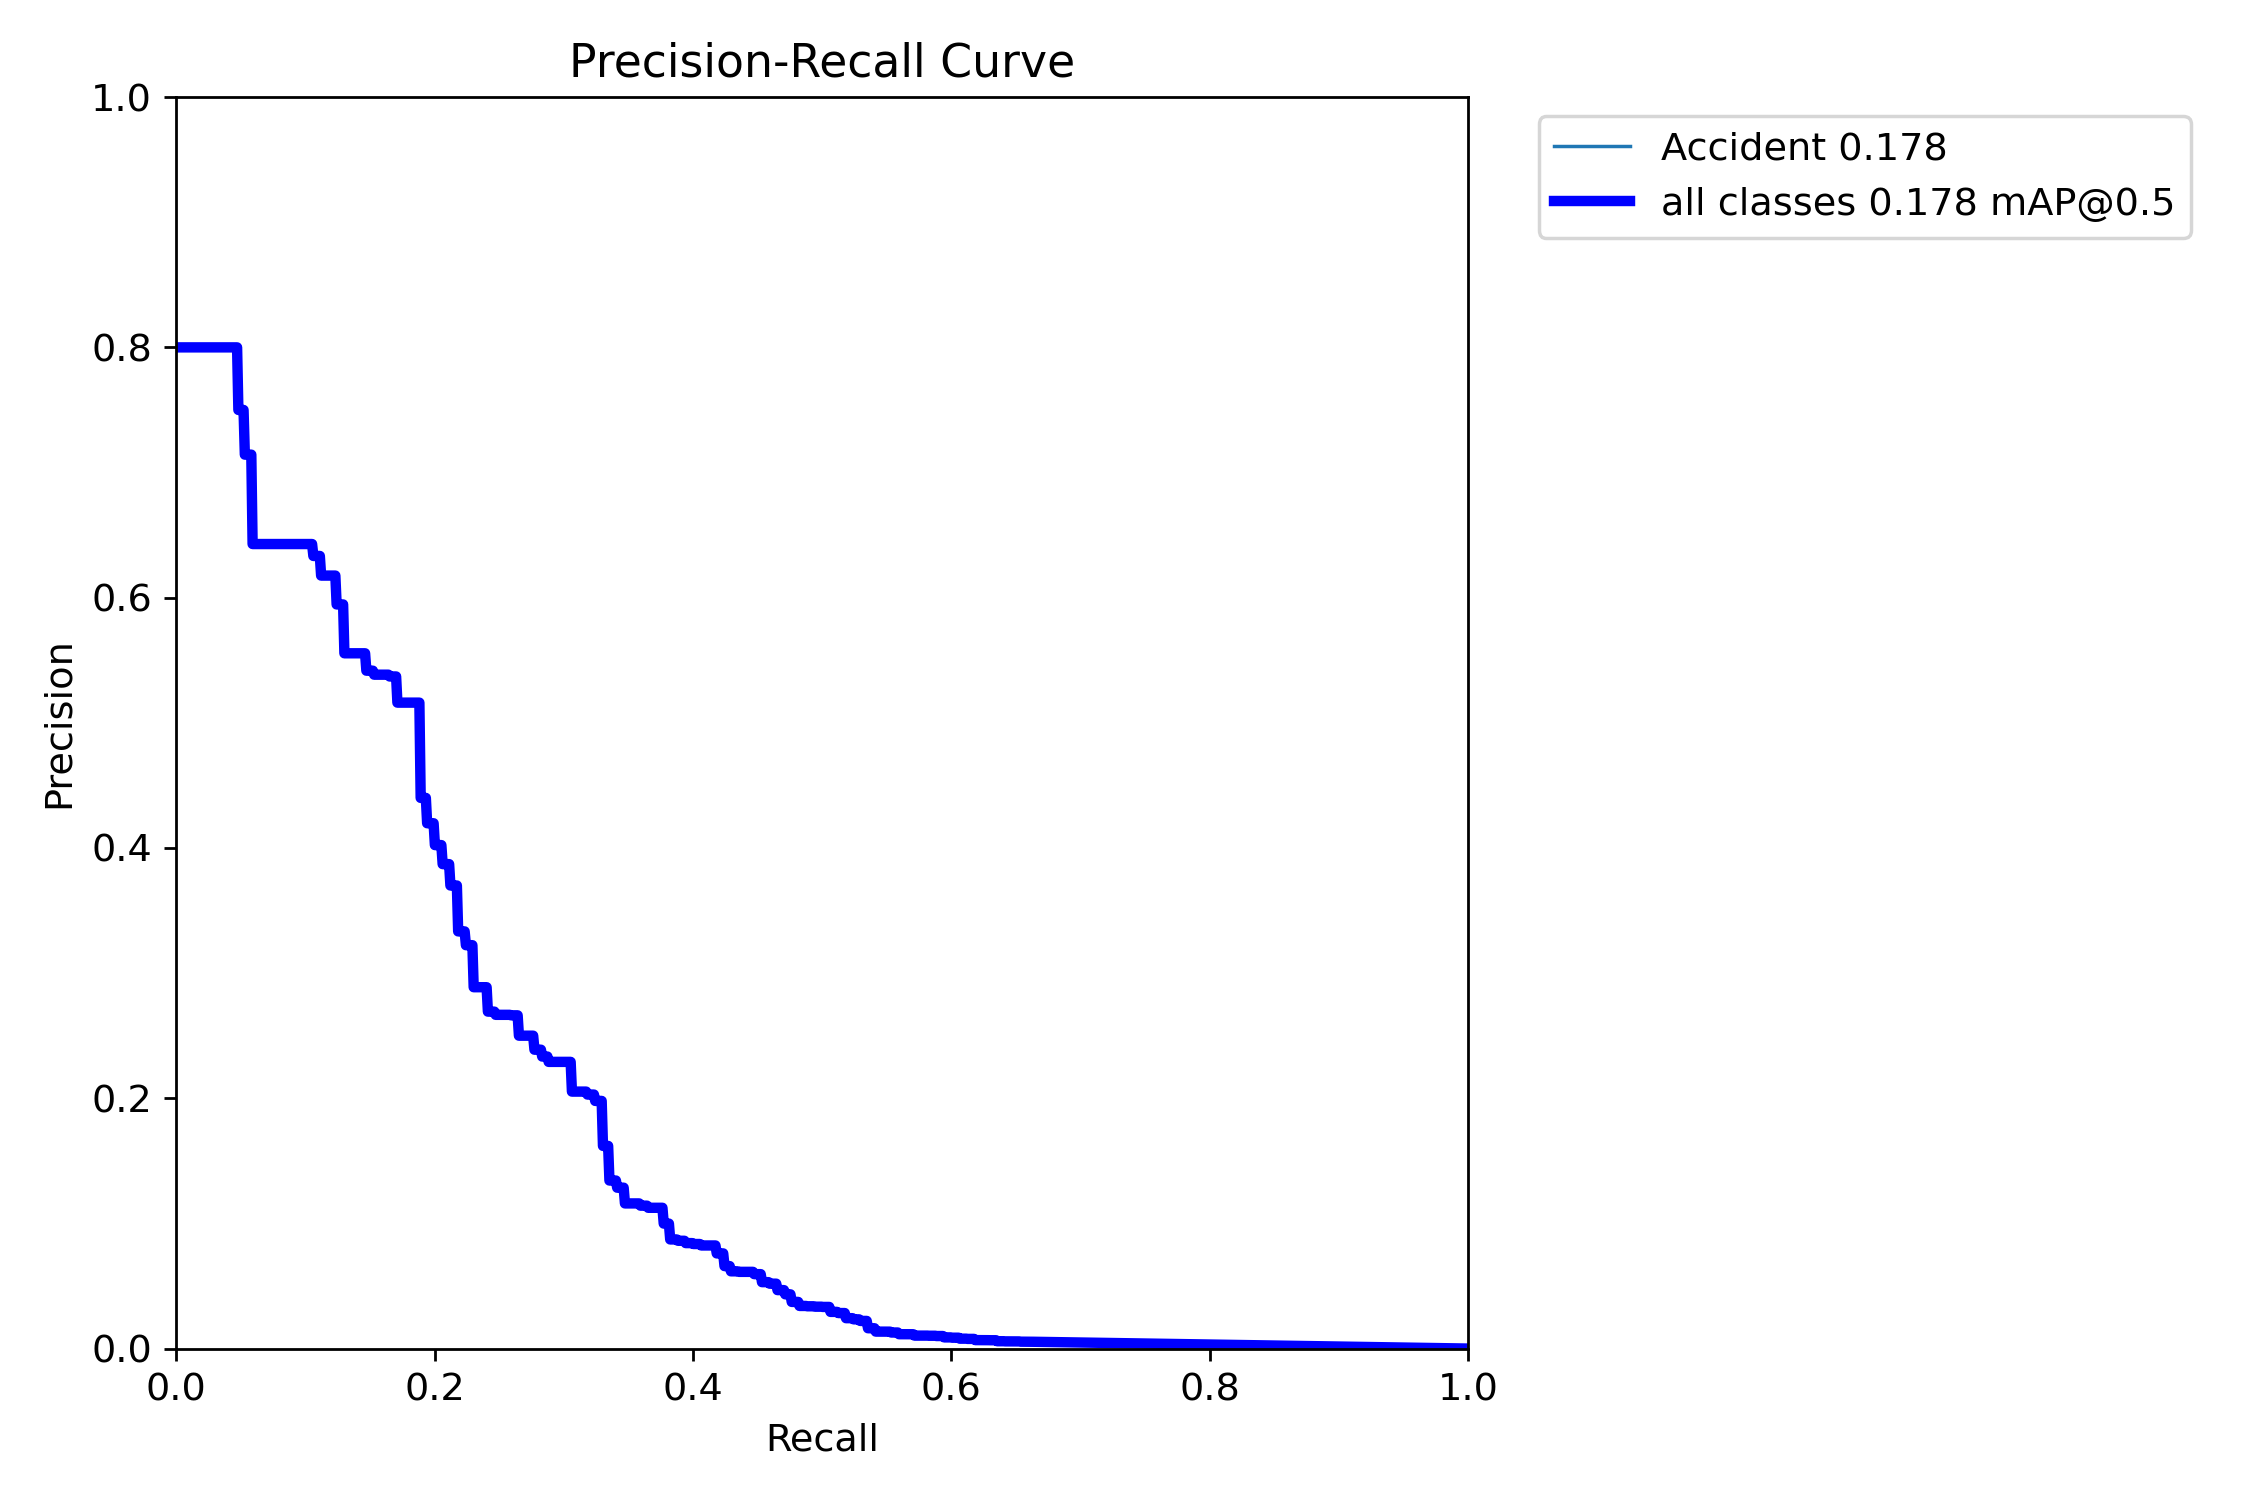 Precision-Recall Curve
1.0
0.8
0.6
0.4
0.2
0.0
Precision
0.0 0.2 0.4 0.6 0.8 1.0
Recall
Accident 0.178
all classes 0.178 mAP@0.5